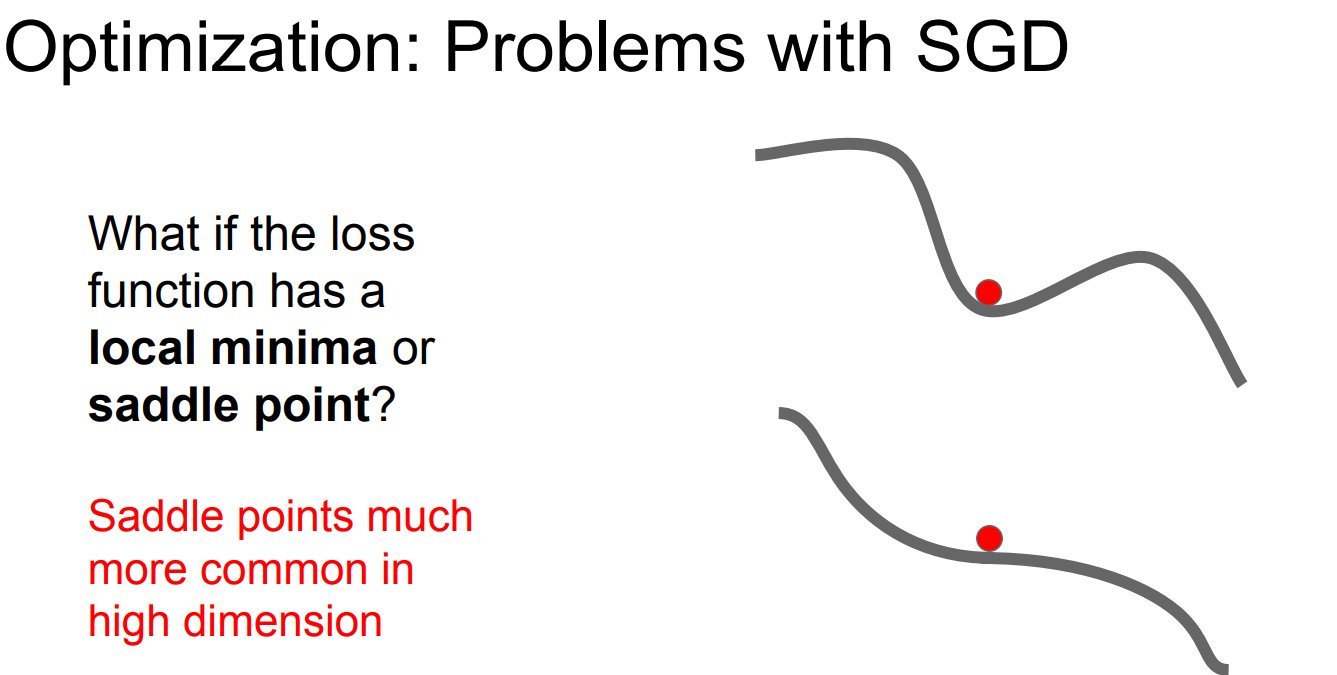 Optimization: Problems with SGD
What if the loss
function has a
local minima or
saddle point?
Saddle points much
more common in
high dimension